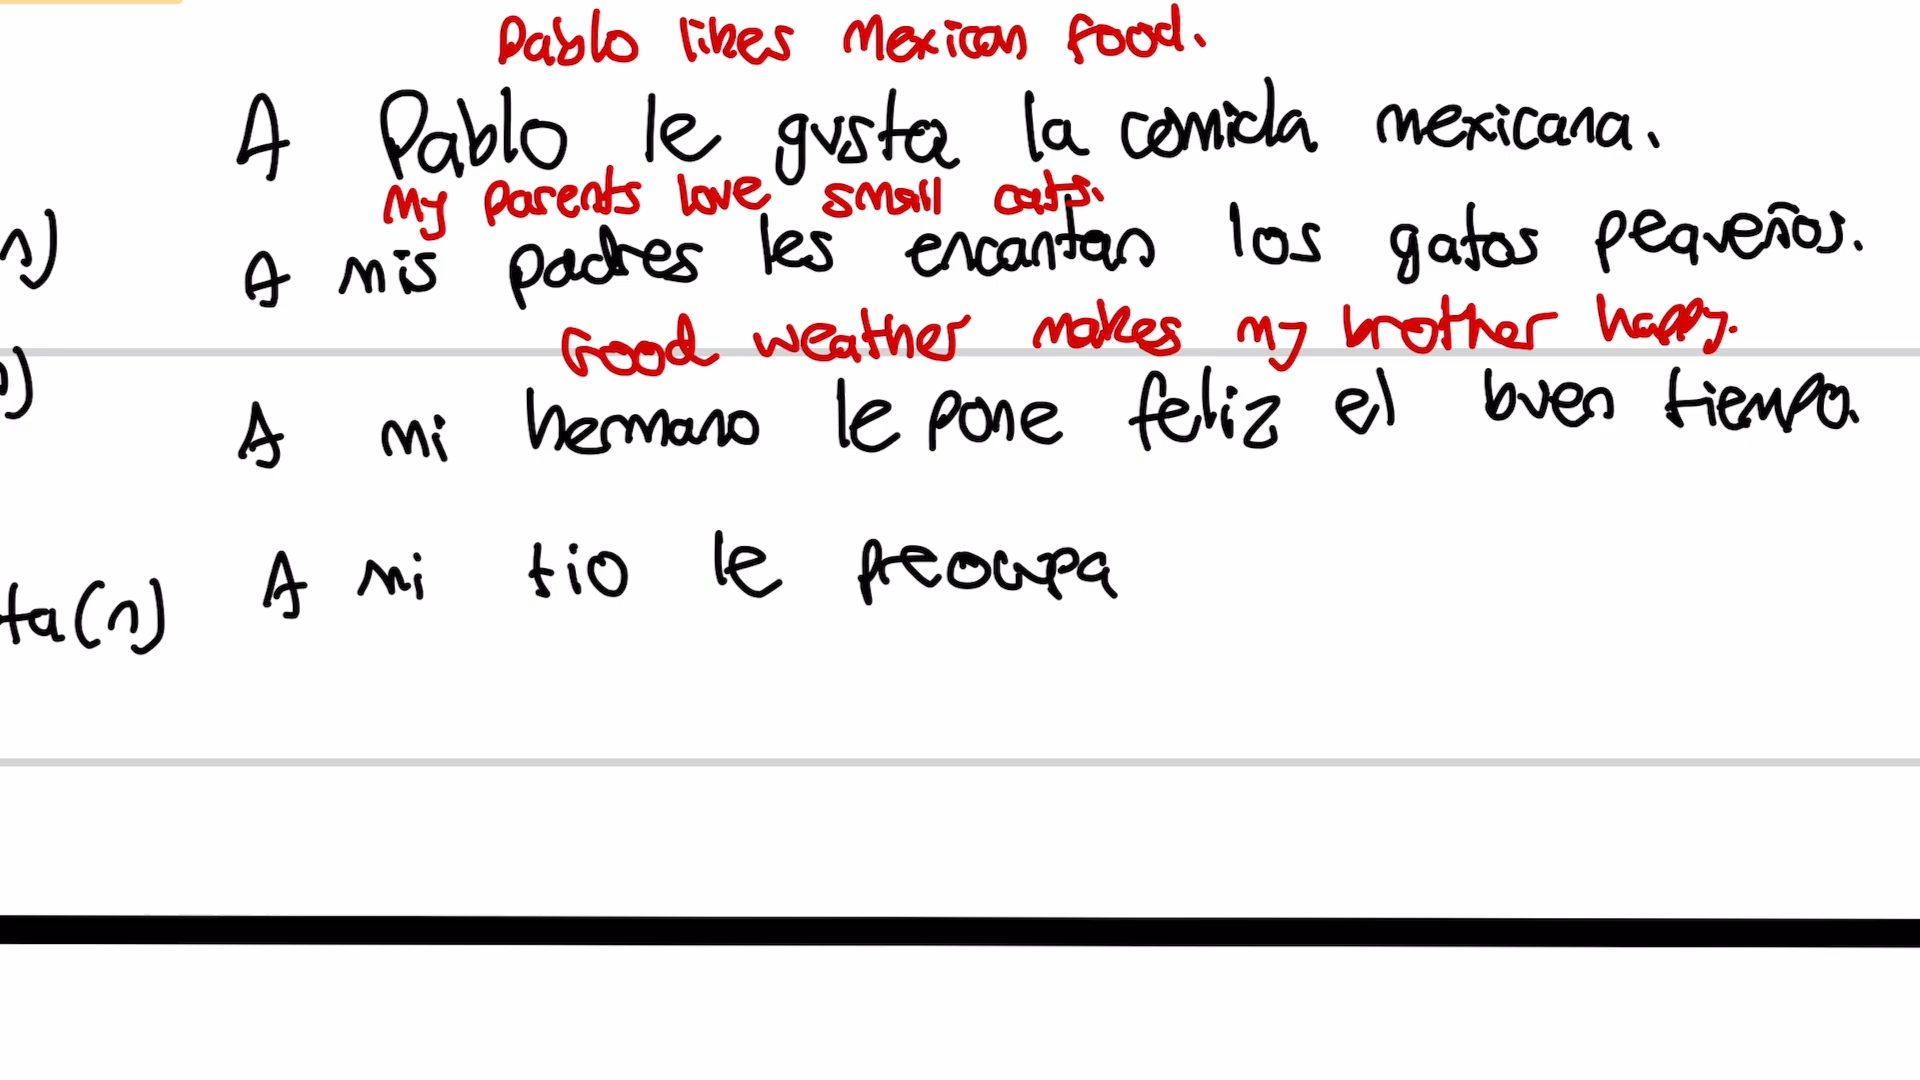 Pablo likes Mexican food.
A Pablo le gusta la comida mexicana.
My parents love small cats.
n)
A mis padres les encantan los gatos pequeños.
Good weather makes my brother happy.
)
A mi hermano le pone feliz el buen tiempo.
A mi tio le preocupa
ta(n)